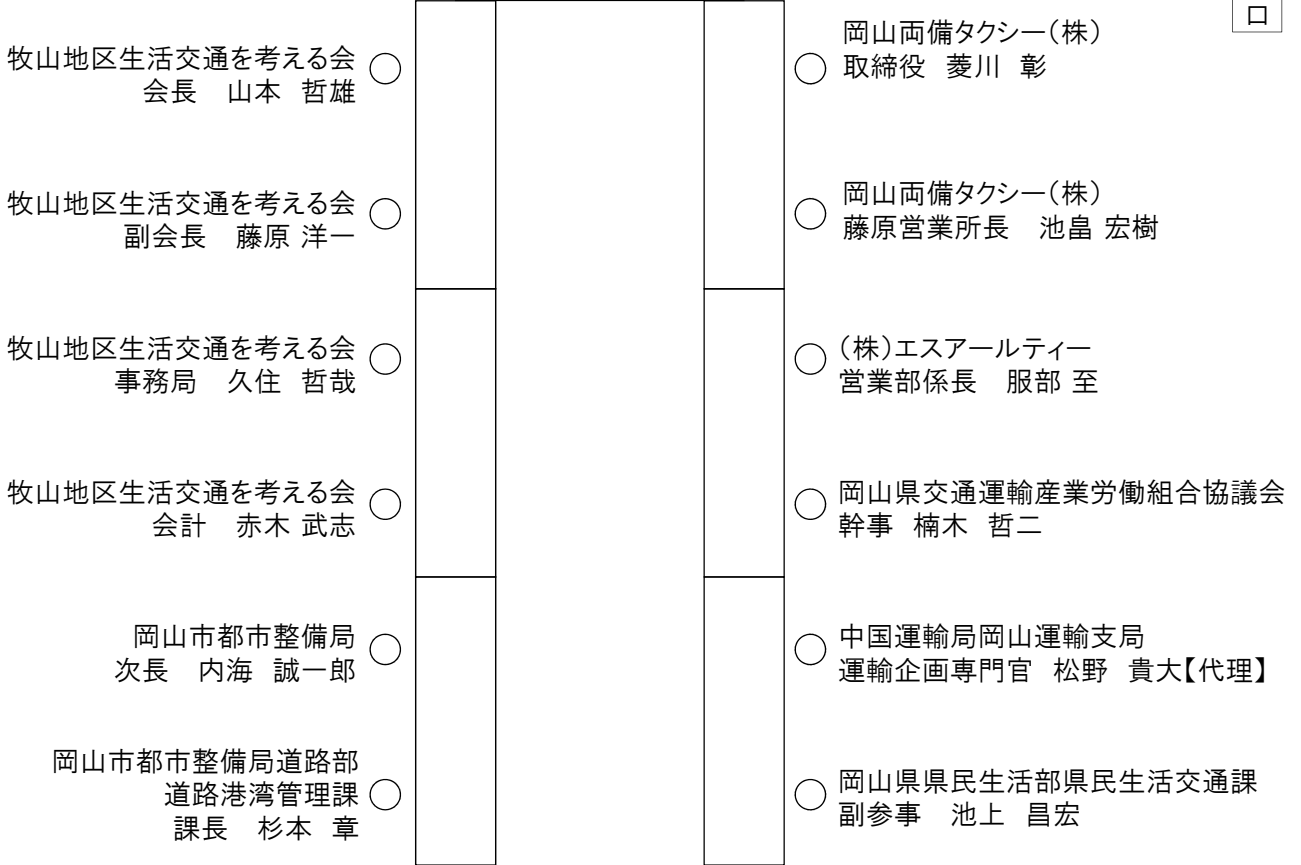 口
牧山地区生活交通を考える会
会長　山本 哲雄
牧山地区生活交通を考える会
副会長　藤原 洋一
牧山地区生活交通を考える会
事務局　久住 哲哉
牧山地区生活交通を考える会
会計　赤木 武志
岡山市都市整備局
次長　内海 誠一郎
岡山市都市整備局道路部
道路港湾管理課
課長　杉本 章
岡山両備タクシー（株）
取締役 菱川 彰
岡山両備タクシー（株）
藤原営業所長　池畠 宏樹
（株）エスアールティー
営業部係長　服部 至
岡山県交通運輸産業労働組合協議会
幹事 楠木 哲二
中国運輸局岡山運輸支局
運輸企画専門官 松野 貴大【代理】
岡山県県民生活部県民生活交通課
副参事　池上 昌宏